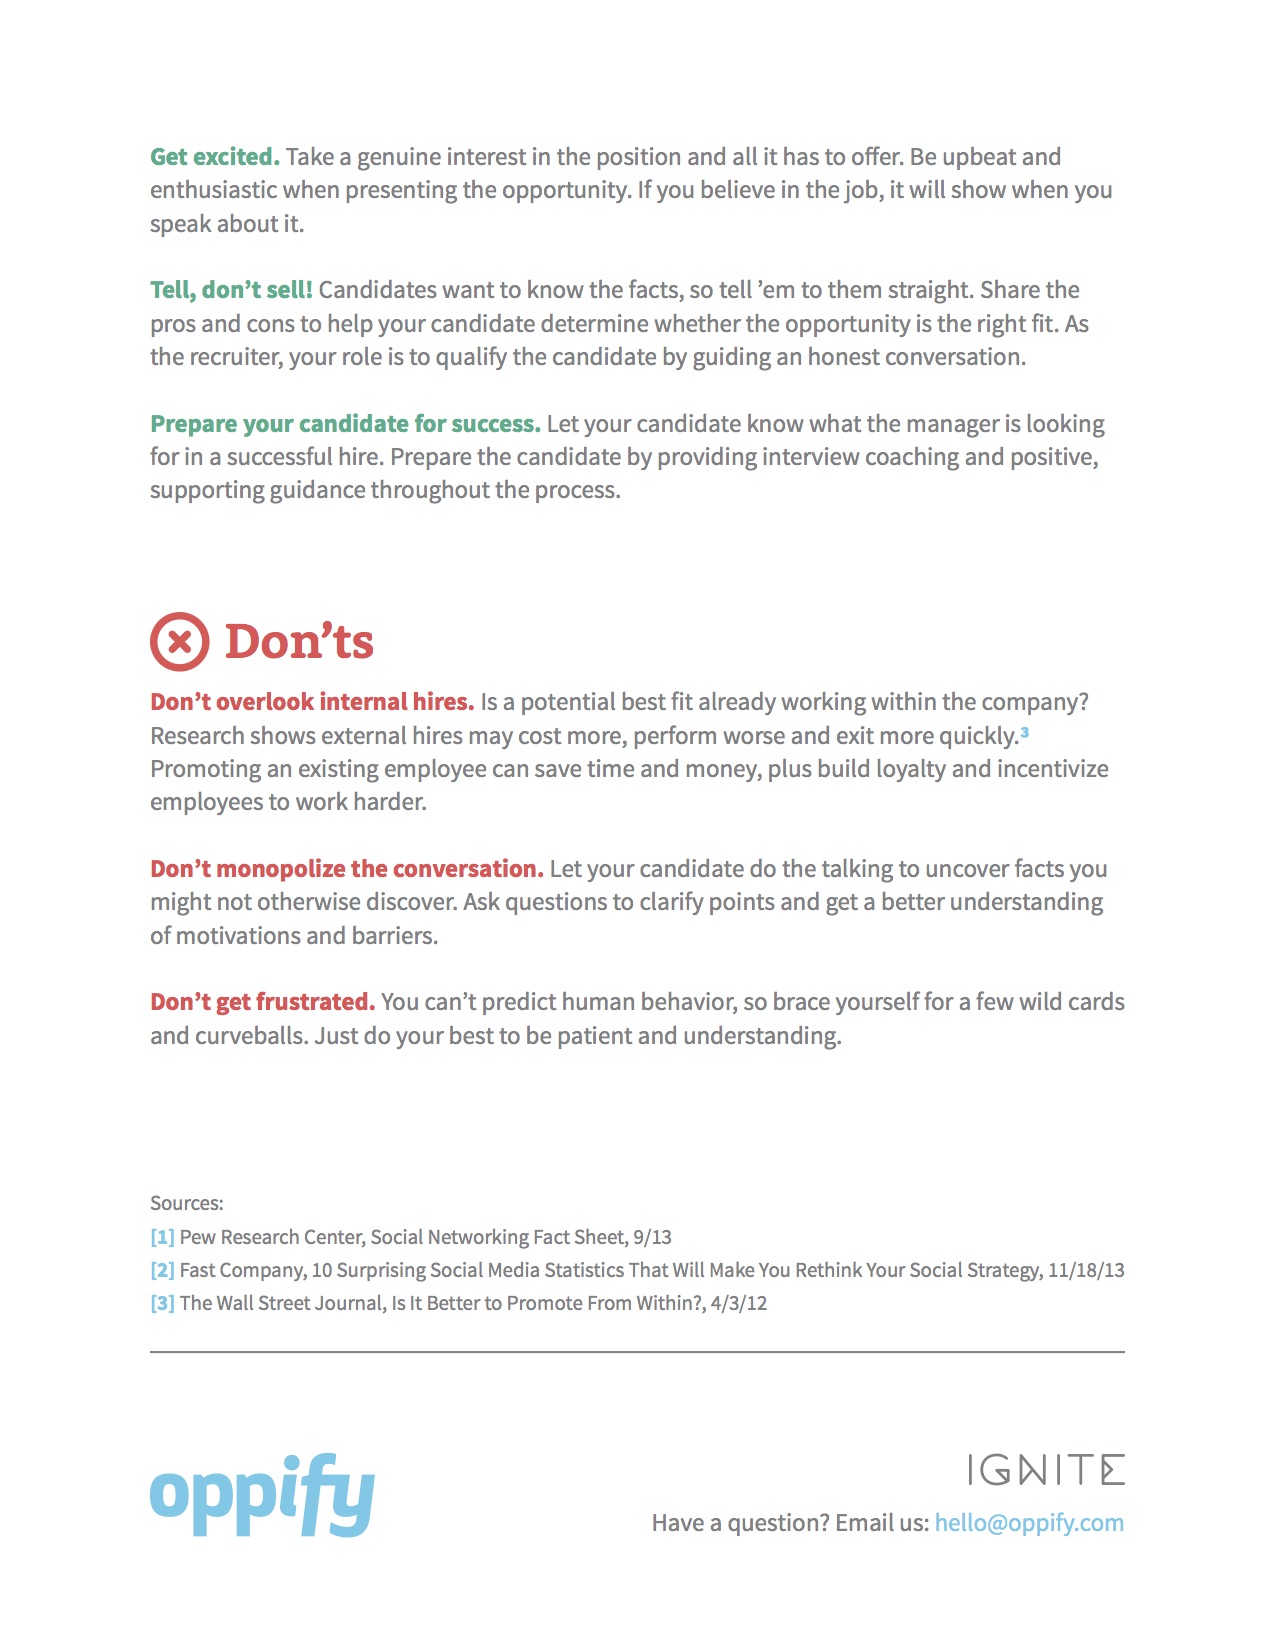 Get excited. Take a genuine interest in the position and all it has to offer. Be upbeat and
enthusiastic when presenting the opportunity. If you believe in the job, it will show when you
speak about it.
Tell, don’t sell! Candidates want to know the facts, so tell ’em to them straight. Share the
pros and cons to help your candidate determine whether the opportunity is the right fit. As
the recruiter, your role is to qualify the candidate by guiding an honest conversation.
Prepare your candidate for success. Let your candidate know what the manager is looking
for in a successful hire. Prepare the candidate by providing interview coaching and positive,
supporting guidance throughout the process.
Don’ts
Don’t overlook internal hires. Is a potential best fit already working within the company?
Research shows external hires may cost more, perform worse and exit more quickly.³
Promoting an existing employee can save time and money, plus build loyalty and incentivize
employees to work harder.
Don’t monopolize the conversation. Let your candidate do the talking to uncover facts you
might not otherwise discover. Ask questions to clarify points and get a better understanding
of motivations and barriers.
Don’t get frustrated. You can’t predict human behavior, so brace yourself for a few wild cards
and curveballs. Just do your best to be patient and understanding.
Sources:
[1] Pew Research Center, Social Networking Fact Sheet, 9/13
[2] Fast Company, 10 Surprising Social Media Statistics That Will Make You Rethink Your Social Strategy, 11/18/13
[3] The Wall Street Journal, Is It Better to Promote From Within?, 4/3/12
oppify
IGNITE
Have a question? Email us: hello@oppify.com